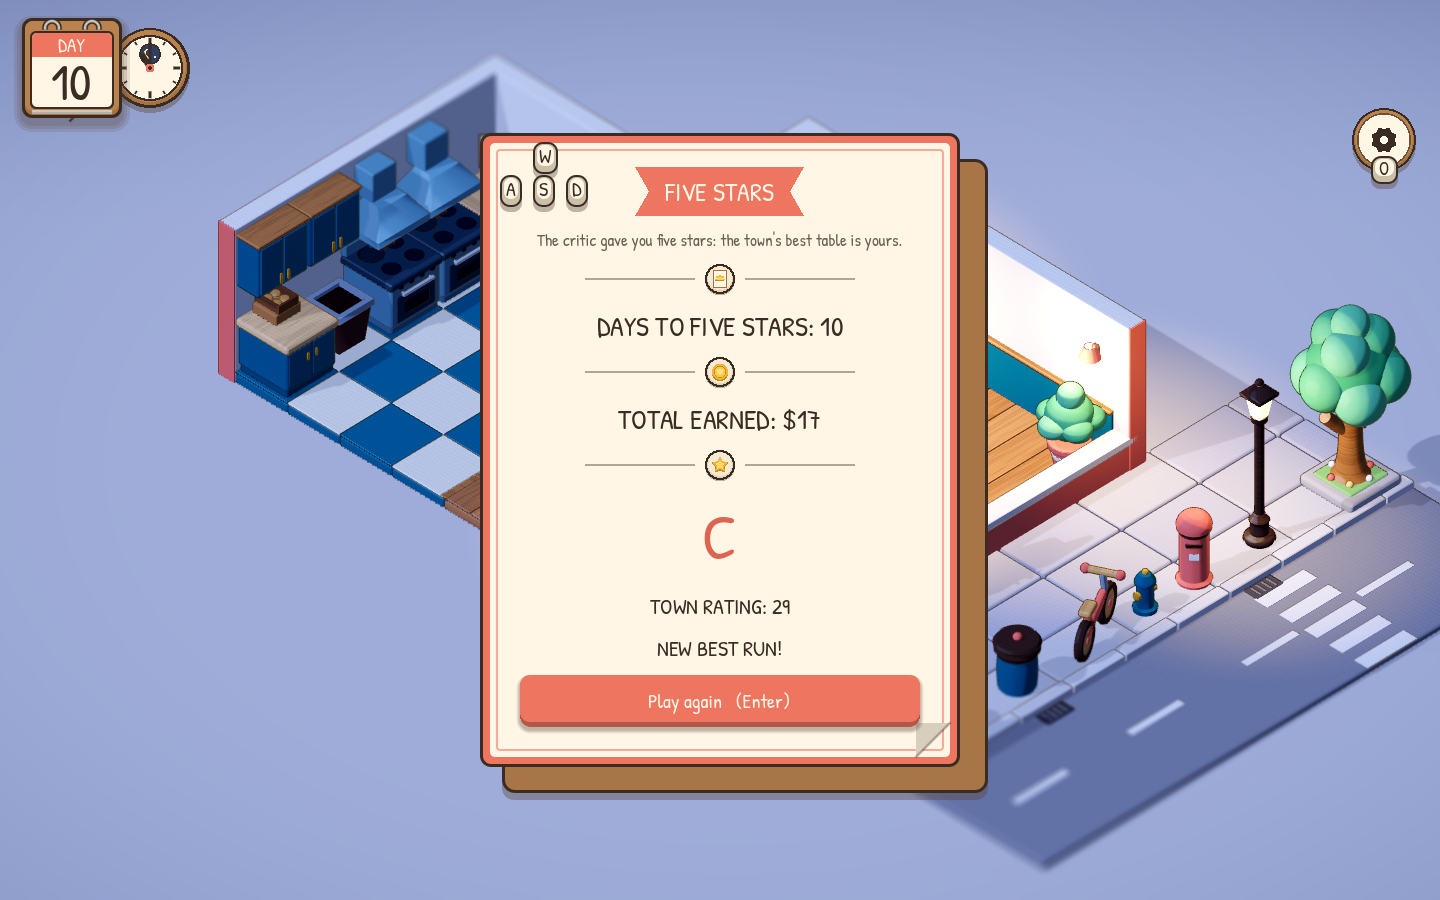 DAY
10
W
A S D
FIVE STARS
The critic gave you five stars: the town's best table is yours.
DAYS TO FIVE STARS: 10
TOTAL EARNED: $17
C
TOWN RATING: 29
NEW BEST RUN!
Play again (Enter)
O